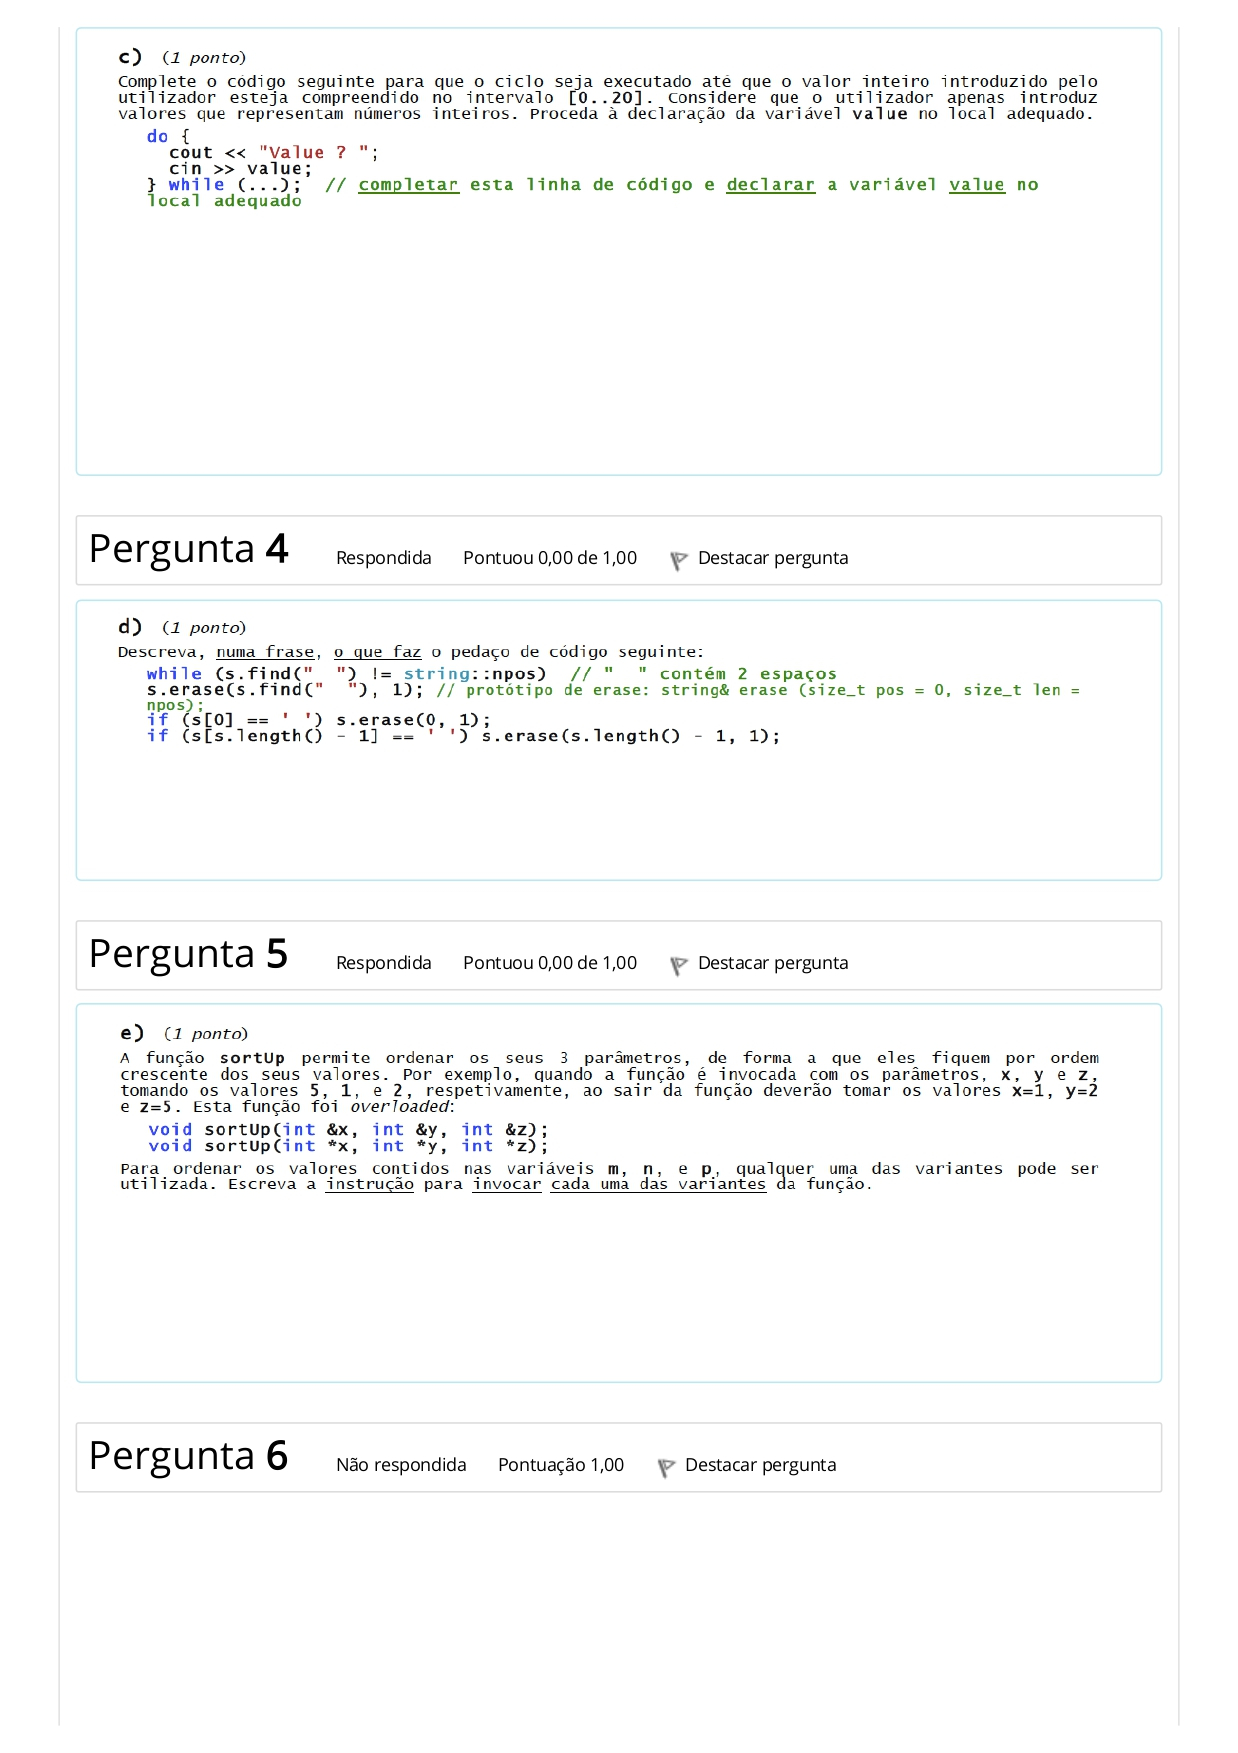 c) (1 ponto)
Complete o código seguinte para que o ciclo seja executado até que o valor inteiro introduzido pelo
utilizador esteja compreendido no intervalo [0..20]. Considere que o utilizador apenas introduz
valores que representam números inteiros. Proceda à declaração da variável value no local adequado.
do {
cout << "Value ? ";
cin >> value;
} while (...); // completar esta linha de código e declarar a variável value no
local adequado
Pergunta 4 Respondida Pontuou 0,00 de 1,00 Destacar pergunta
d) (1 ponto)
Descreva, numa frase, o que faz o pedaço de código seguinte:
while (s.find("  ") != string::npos) // "  " contém 2 espaços
s.erase(s.find("  "), 1); // protótipo de erase: string& erase (size_t pos = 0, size_t len =
npos);
if (s[0] == ' ') s.erase(0, 1);
if (s[s.length() - 1] == ' ') s.erase(s.length() - 1, 1);
Pergunta 5 Respondida Pontuou 0,00 de 1,00 Destacar pergunta
e) (1 ponto)
A função sortUp permite ordenar os seus 3 parâmetros, de forma a que eles fiquem por ordem
crescente dos seus valores. Por exemplo, quando a função é invocada com os parâmetros, x, y e z,
tomando os valores 5, 1, e 2, respetivamente, ao sair da função deverão tomar os valores x=1, y=2
e z=5. Esta função foi overloaded:
void sortUp(int &x, int &y, int &z);
void sortUp(int *x, int *y, int *z);
Para ordenar os valores contidos nas variáveis m, n, e p, qualquer uma das variantes pode ser
utilizada. Escreva a instrução para invocar cada uma das variantes da função.
Pergunta 6 Não respondida Pontuação 1,00 Destacar pergunta